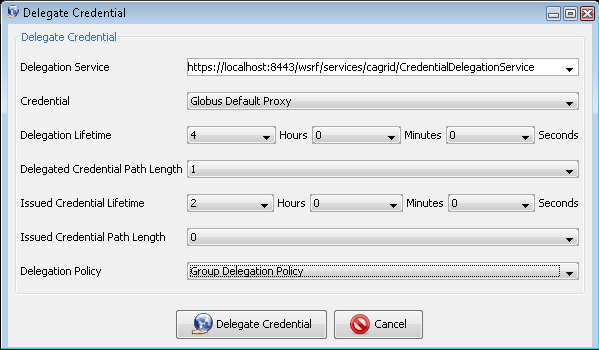 Delegate Credential
Delegate Credential
Delegation Service https://localhost:8443/wsrf/services/cagrid/CredentialDelegationService
Credential Globus Default Proxy
Delegation Lifetime 4 Hours 0 Minutes 0 Seconds
Delegated Credential Path Length 1
Issued Credential Lifetime 2 Hours 0 Minutes 0 Seconds
Issued Credential Path Length 0
Delegation Policy Group Delegation Policy
Delegate Credential Cancel